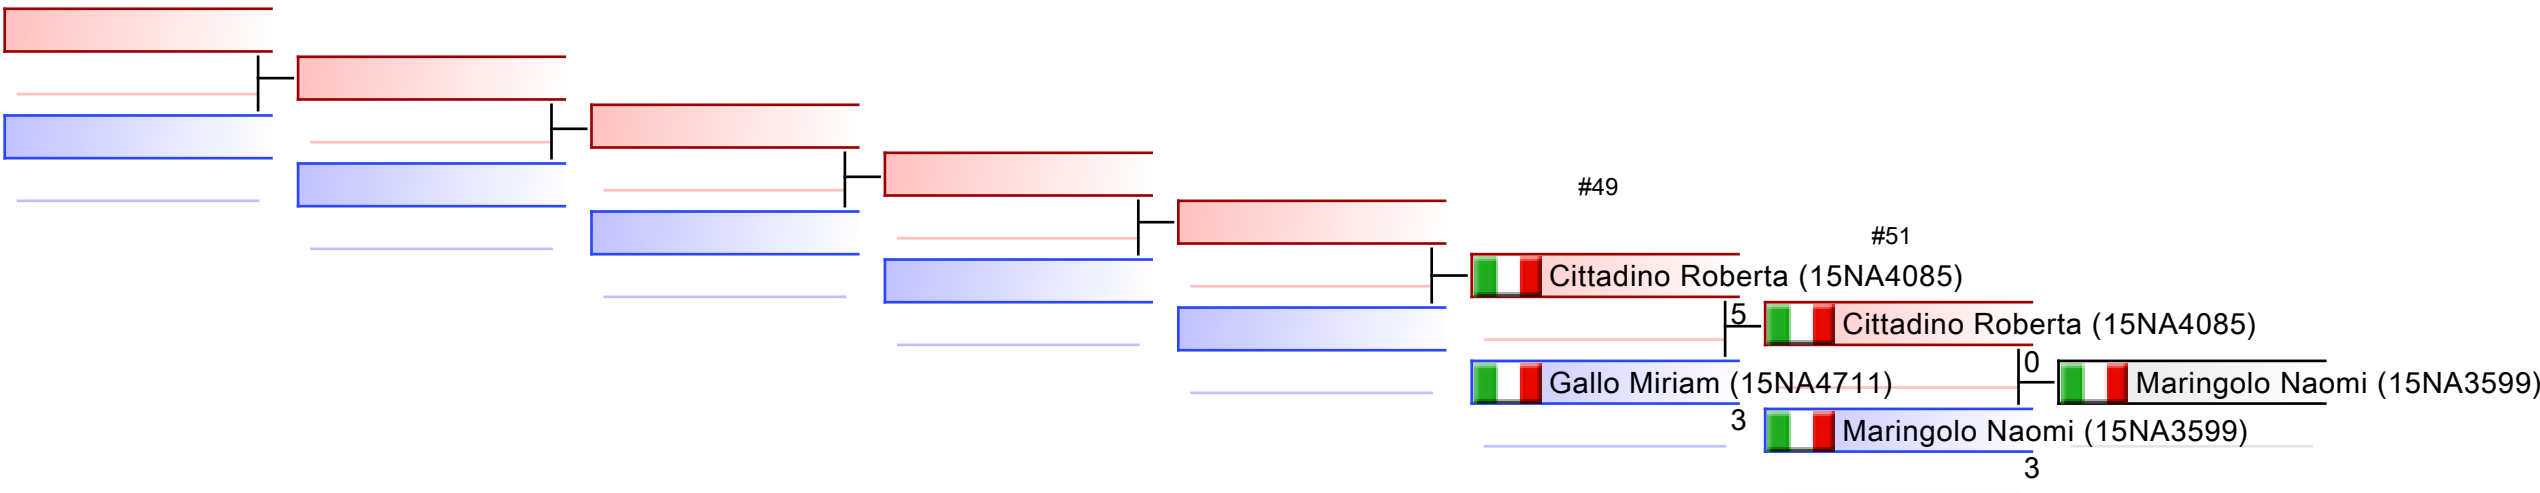 #49
#51
Cittadino Roberta (15NA4085)
5
Cittadino Roberta (15NA4085)
0
Gallo Miriam (15NA4711)
Maringolo Naomi (15NA3599)
3
Maringolo Naomi (15NA3599)
3